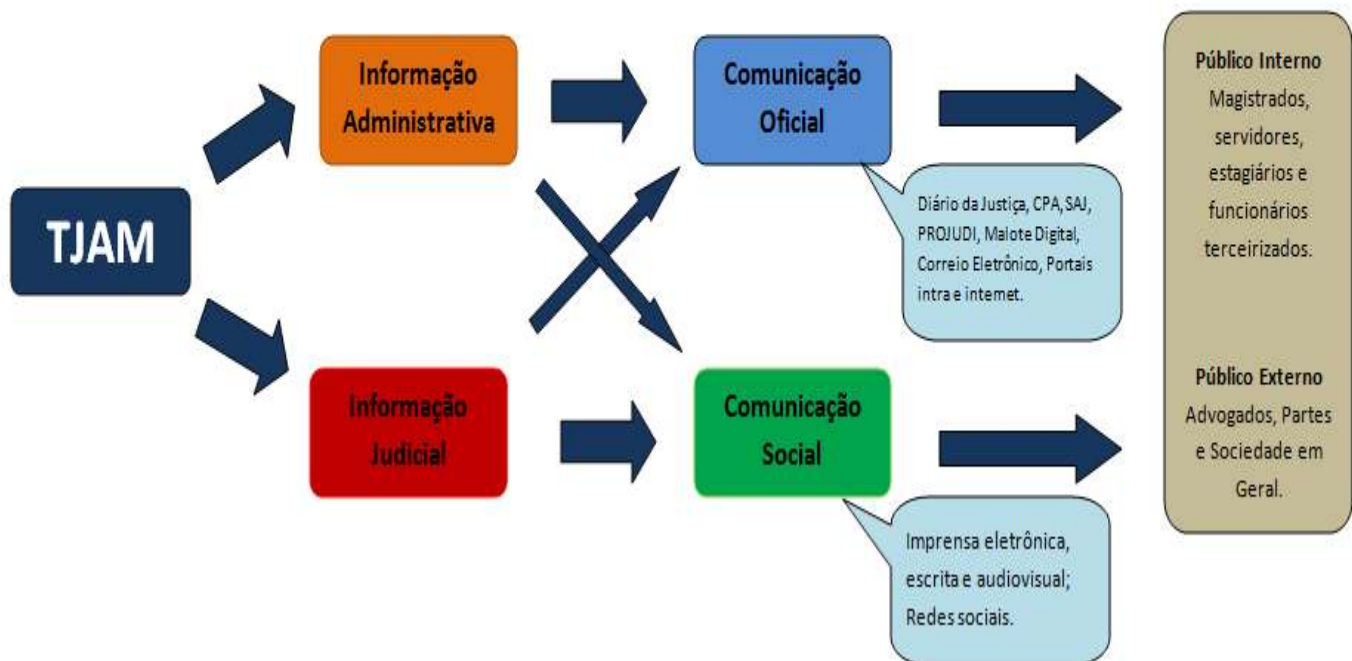 TJAM
Informação
Administrativa
Informação
Judicial
Comunicação
Oficial
Diário da Justiça, CPA, SAJ,
PROJUDI, Malote Digital,
Correio Eletrônico, Portais
intra e internet.
Comunicação
Social
Imprensa eletrônica,
escrita e audiovisual;
Redes sociais.
Público Interno
Magistrados,
servidores,
estagiários e
funcionários
terceirizados.
Público Externo
Advogados, Partes
e Sociedade em
Geral.